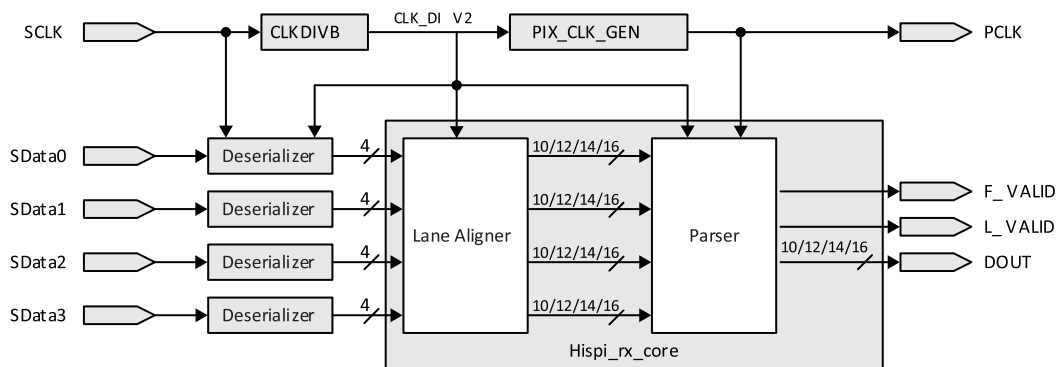 CLK_DI V2
SCLK
CLKDIVB
PIX_CLK_GEN
PCLK
SData0
Deserializer
4
10/12/14/16
SData1
Deserializer
4
10/12/14/16
F_ VALID
L_ VALID
Lane Aligner
Parser
SData2
Deserializer
4
10/12/14/16
10/12/14/16
DOUT
SData3
Deserializer
4
10/12/14/16
Hispi_rx_core